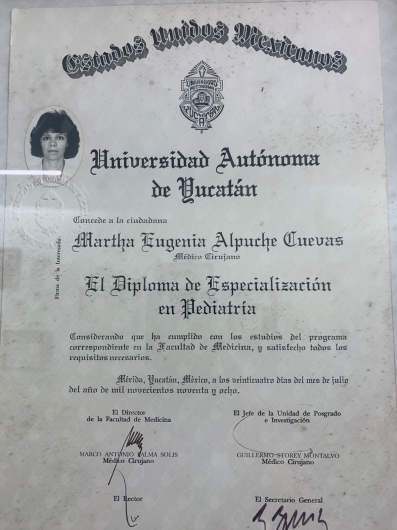 Estados Unidos Mexicanos
Universidad Autónoma
de Yucatán
Concede a la ciudadana
Martha Eugenia Alpuche Cuevas
Médico Cirujano
Firma de la Interesada.
El Diploma de Especialización
en Pediatría
Considerando que ha cumplido con los estudios del programa
correspondiente en la Facultad de Medicina, y satisfecho todos los
requisitos necesarios.
Mérida, Yucatán, México, a los veinticuatro días del mes de julio
del año de mil novecientos noventa y ocho.
El Director
de la Facultad de Medicina
El Jefe de la Unidad de Posgrado
e Investigación
MARCO ANTONIO PALMA SOLIS
Médico Cirujano
GUILLERMO STOREY MONTALVO
Médico Cirujano
El Rector
El Secretario General